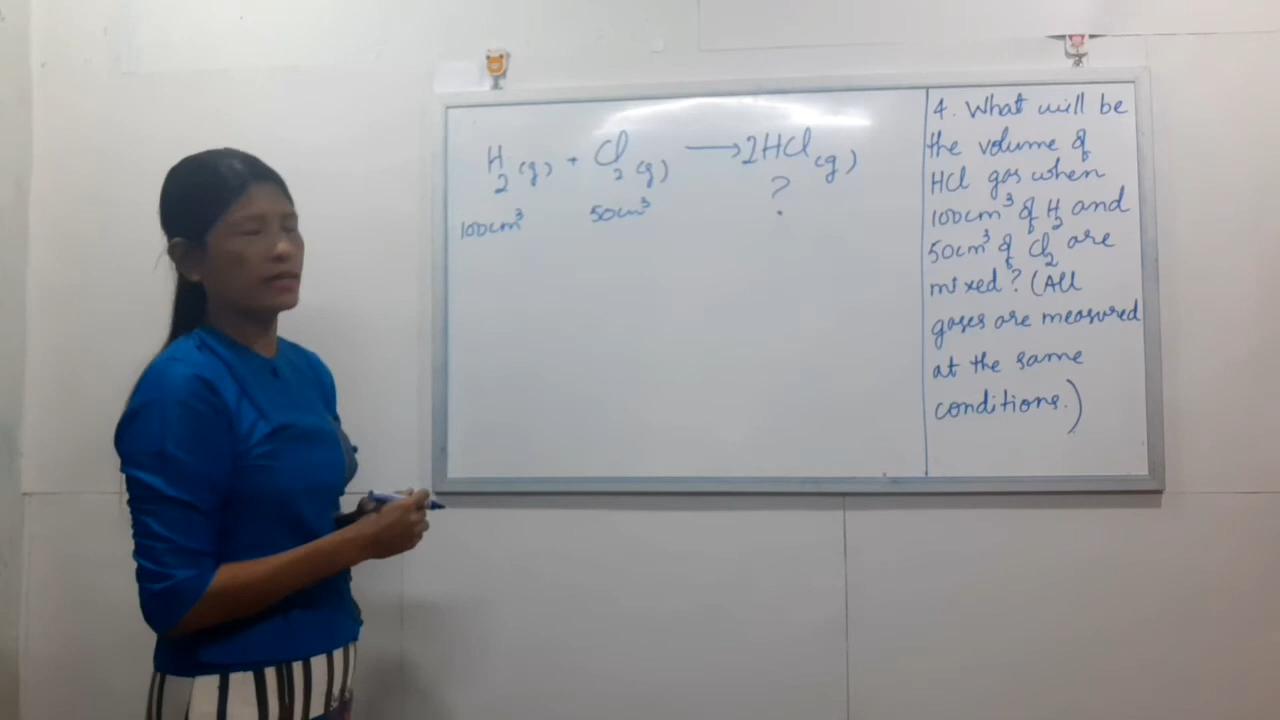 H₂(g) + Cl₂(g) ⟶ 2HCl(g)
100cm³ 50cm³ ?
4. What will be
the volume of
HCl gas when
100cm³ of H₂ and
50cm³ of Cl₂ are
mixed? (All
gases are measured
at the same
conditions.)